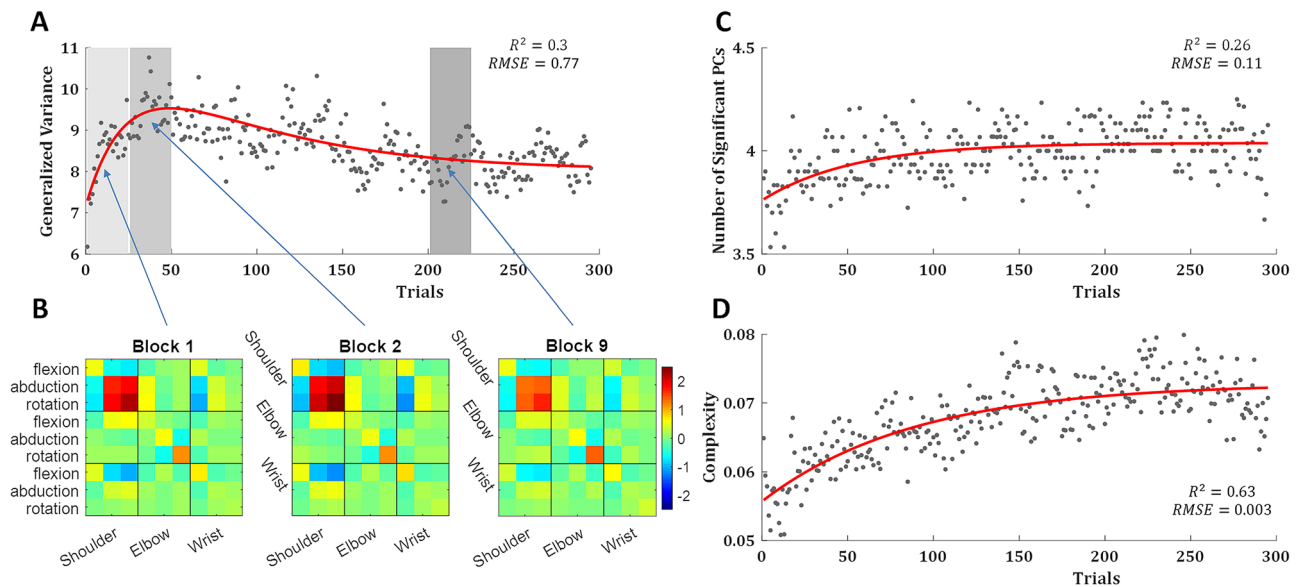 A
R² = 0.3
RMSE = 0.77
Generalized Variance
11
10
9
8
7
6
0
50
100
150
200
250
300
Trials
B
Block 1
Block 2
Block 9
flexion
abduction
rotation
flexion
abduction
rotation
flexion
abduction
rotation
Shoulder
Elbow
Wrist
Shoulder
Elbow
Wrist
Shoulder
Elbow
Wrist
Shoulder
Elbow
Wrist
Shoulder
Elbow
Wrist
2
1
0
-1
-2
C
R² = 0.26
RMSE = 0.11
Number of Significant PCs
4.5
4
3.5
0
50
100
150
200
250
300
Trials
D
Complexity
0.08
0.07
0.06
0.05
R² = 0.63
RMSE = 0.003
0
50
100
150
200
250
300
Trials